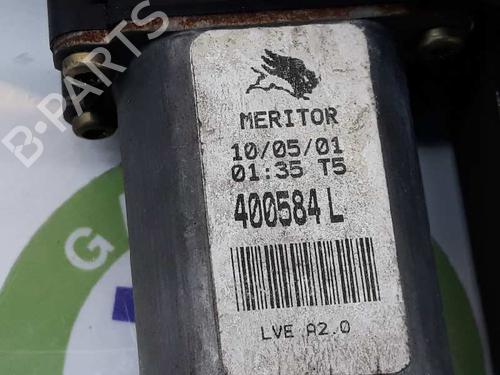 B-PARTS
MERITOR
10/05/01
01:35 T5
400584 L
LVE A2.0
G